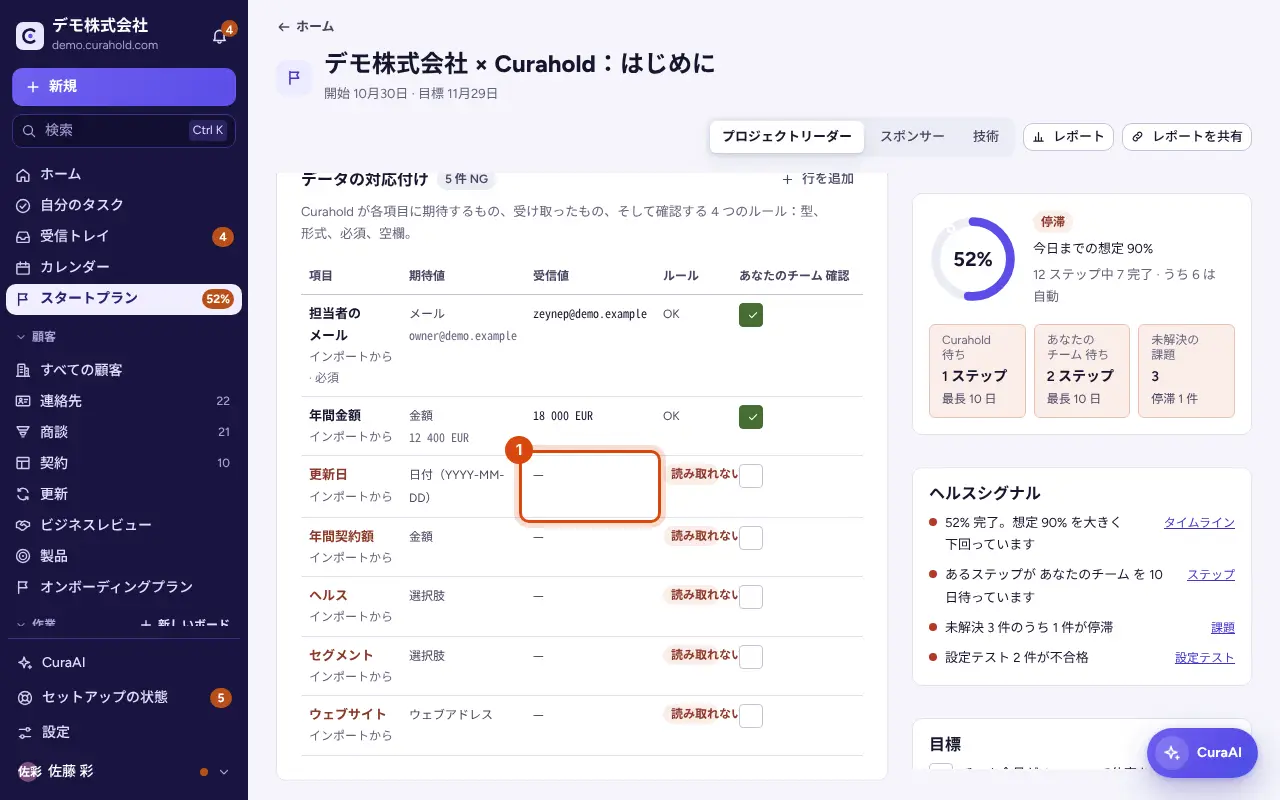 デモ株式会社
demo.curahold.com
4
新規
検索
Ctrl K
ホーム
自分のタスク
受信トレイ
4
カレンダー
スタートプラン
52%
顧客
すべての顧客
連絡先
22
商談
21
契約
10
更新
ビジネスレビュー
製品
オンボーディングプラン
作業
新しいボード
CuraAI
セットアップの状態
5
設定
佐彩
佐藤 彩
ホーム
デモ株式会社 × Curahold：はじめに
開始 10月30日 · 目標 11月29日
プロジェクトリーダー
スポンサー
技術
レポート
レポートを共有
データの対応付け
5 件 NG
行を追加
Curahold が各項目に期待するもの、受け取ったもの、そして確認する 4 つのルール：型、
形式、必須、空欄。
項目
期待値
受信値
ルール
あなたのチーム 確認
担当者の
メール
インポートから
· 必須
メール
owner@demo.example
zeynep@demo.example
OK
年間金額
インポートから
金額
12 400 EUR
18 000 EUR
OK
1
更新日
インポートから
日付（YYYY-MM-
DD）
—
読み取れない
年間契約額
インポートから
金額
—
読み取れない
ヘルス
インポートから
選択肢
—
読み取れない
セグメント
インポートから
選択肢
—
読み取れない
ウェブサイト
インポートから
ウェブアドレス
—
読み取れない
52%
停滞
今日までの想定 90%
12 ステップ中 7 完了 · うち 6 は
自動
Curahold
待ち
1 ステップ
最長 10 日
あなたの
チーム 待ち
2 ステップ
最長 10 日
未解決の
課題
3
停滞 1 件
ヘルスシグナル
52% 完了。想定 90% を大きく
下回っています
タイムライン
あるステップが あなたのチーム を 10
日待っています
ステップ
未解決 3 件のうち 1 件が停滞
課題
設定テスト 2 件が不合格
設定テスト
目標
CuraAI